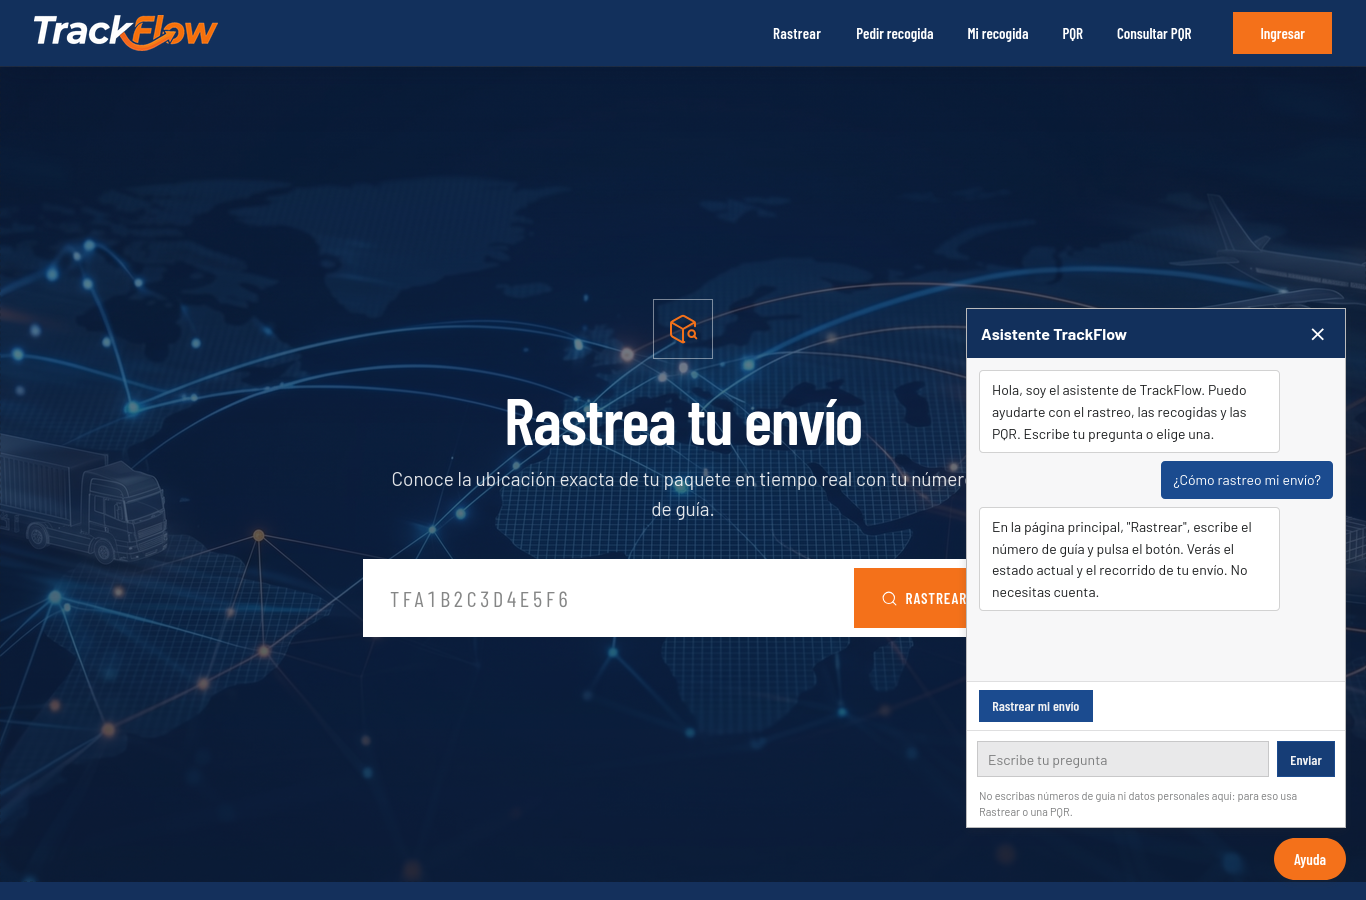 TrackFlow
Rastrear
Pedir recogida
Mi recogida
PQR
Consultar PQR
Ingresar
Rastrea tu envío
Conoce la ubicación exacta de tu paquete en tiempo real con tu número
de guía.
TFA1B2C3D4E5F6
RASTREAR
Asistente TrackFlow
Hola, soy el asistente de TrackFlow. Puedo
ayudarte con el rastreo, las recogidas y las
PQR. Escribe tu pregunta o elige una.
¿Cómo rastreo mi envío?
En la página principal, "Rastrear", escribe el
número de guía y pulsa el botón. Verás el
estado actual y el recorrido de tu envío. No
necesitas cuenta.
Rastrear mi envío
Escribe tu pregunta
Enviar
No escribas números de guía ni datos personales aquí: para eso usa
Rastrear o una PQR.
Ayuda